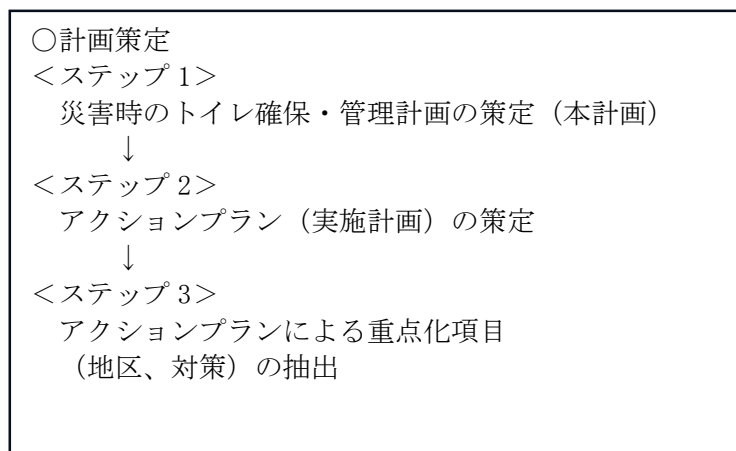 ○計画策定
＜ステップ 1＞
災害時のトイレ確保・管理計画の策定（本計画）
↓
＜ステップ 2＞
アクションプラン（実施計画）の策定
↓
＜ステップ 3＞
アクションプランによる重点化項目
（地区、対策）の抽出